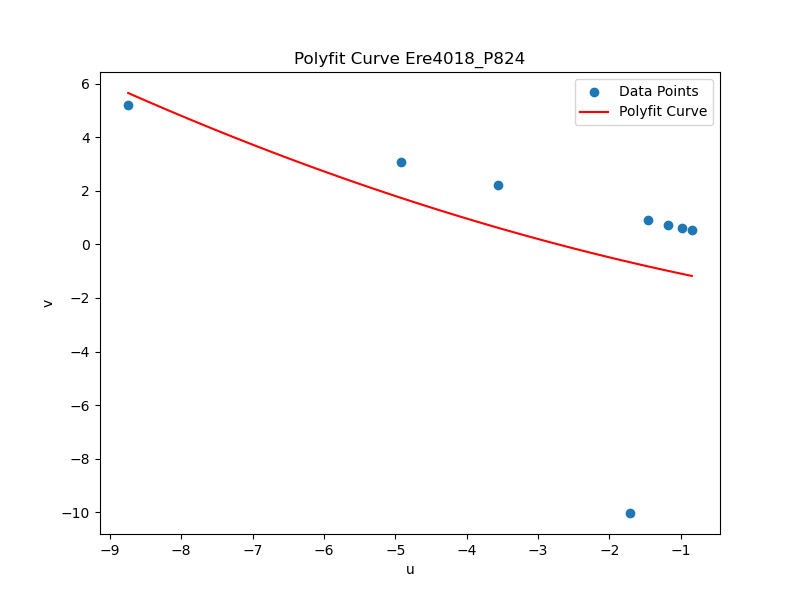 Polyfit Curve Ere4018_P824
Data Points
Polyfit Curve
6
4
2
0
−2
−4
−6
−8
−10
v
−9 −8 −7 −6 −5 −4 −3 −2 −1
u